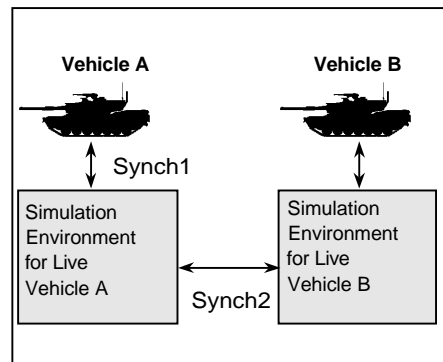 Vehicle A
Vehicle B
Synch1
Simulation
Environment
for Live
Vehicle A
Synch2
Simulation
Environment
for Live
Vehicle B